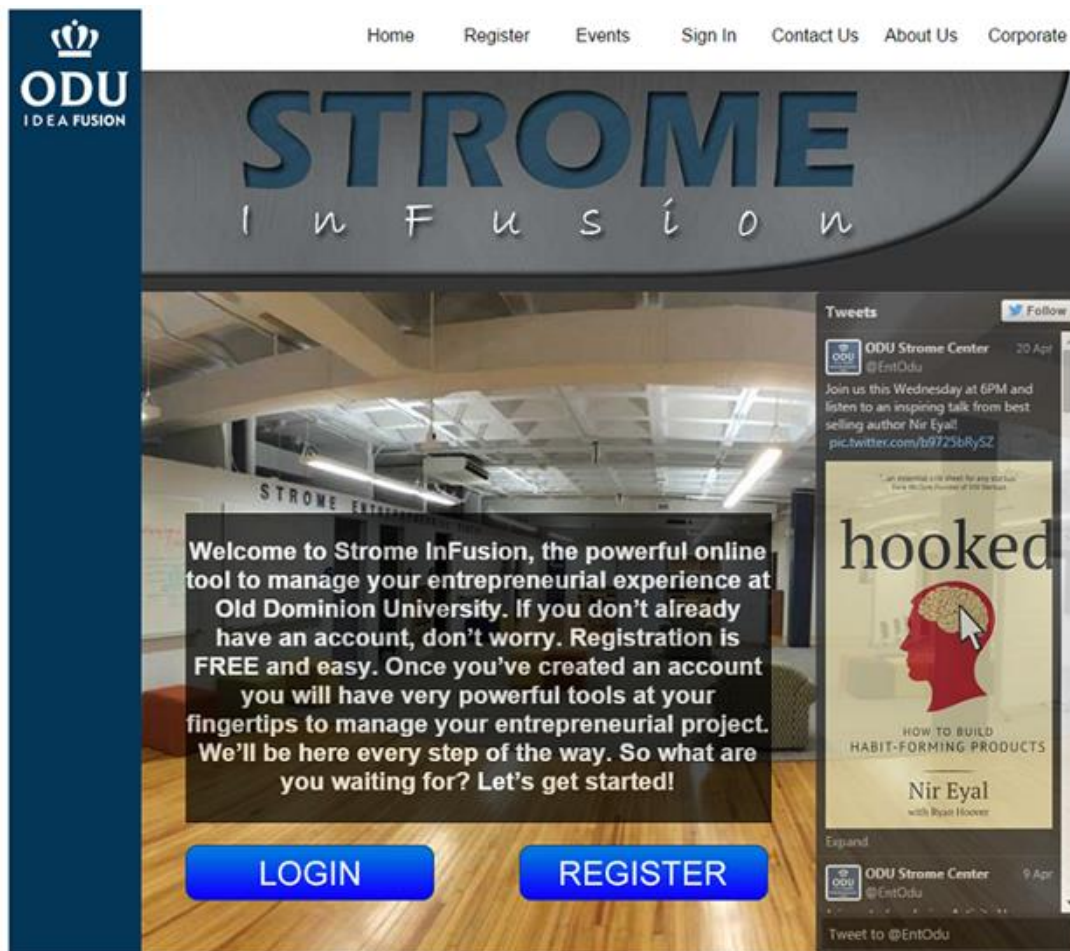 ODU
IDEA FUSION
Home Register Events Sign In Contact Us About Us Corporate
STROME
InFusion
STROME
Welcome to Strome InFusion, the powerful online
tool to manage your entrepreneurial experience at
Old Dominion University. If you don't already
have an account, don't worry. Registration is
FREE and easy. Once you've created an account
you will have very powerful tools at your
fingertips to manage your entrepreneurial project.
We'll be here every step of the way. So what are
you waiting for? Let's get started!
LOGIN REGISTER
Tweets Follow
ODU Strome Center 20 Apr
@EntOdu
Join us this Wednesday at 6PM and
listen to an inspiring talk from best
selling author Nir Eyal!
pic.twitter.com/b9725bRySZ
hooked
HOW TO BUILD
HABIT-FORMING PRODUCTS
Nir Eyal
with Ryan Hoover
Expand
ODU Strome Center 9 Apr
@EntOdu
Tweet to @EntOdu